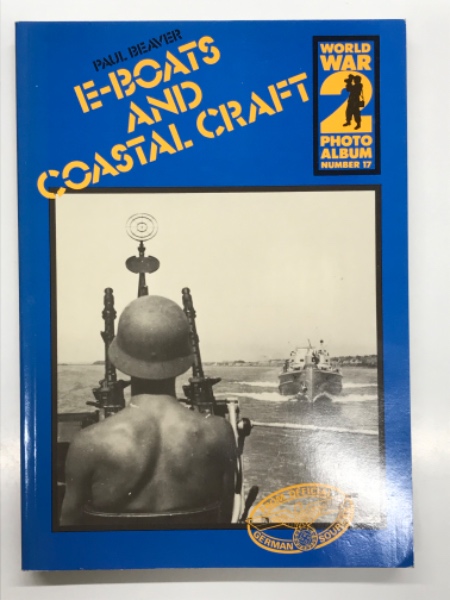 PAUL BEAVER
E-BOATS
AND
COASTAL CRAFT
WORLD
WAR
2
PHOTO
ALBUM
NUMBER 17
GERMAN